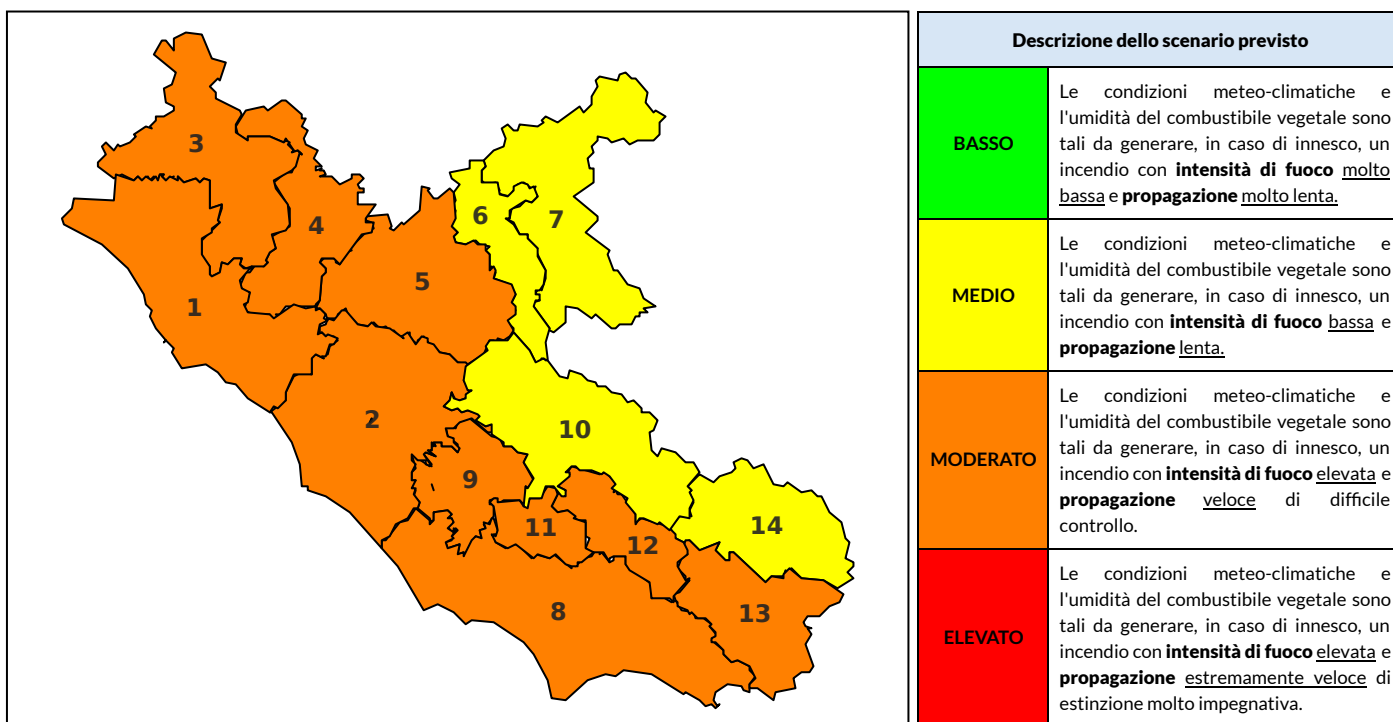 3
4
6
7
5
1
2
10
9
11
12
14
8
13
Descrizione dello scenario previsto
BASSO
Le condizioni meteo-climatiche e
l'umidità del combustibile vegetale sono
tali da generare, in caso di innesco, un
incendio con intensità di fuoco molto
bassa e propagazione molto lenta.
MEDIO
Le condizioni meteo-climatiche e
l'umidità del combustibile vegetale sono
tali da generare, in caso di innesco, un
incendio con intensità di fuoco bassa e
propagazione lenta.
MODERATO
Le condizioni meteo-climatiche e
l'umidità del combustibile vegetale sono
tali da generare, in caso di innesco, un
incendio con intensità di fuoco elevata e
propagazione veloce di difficile
controllo.
ELEVATO
Le condizioni meteo-climatiche e
l'umidità del combustibile vegetale sono
tali da generare, in caso di innesco, un
incendio con intensità di fuoco elevata e
propagazione estremamente veloce di
estinzione molto impegnativa.